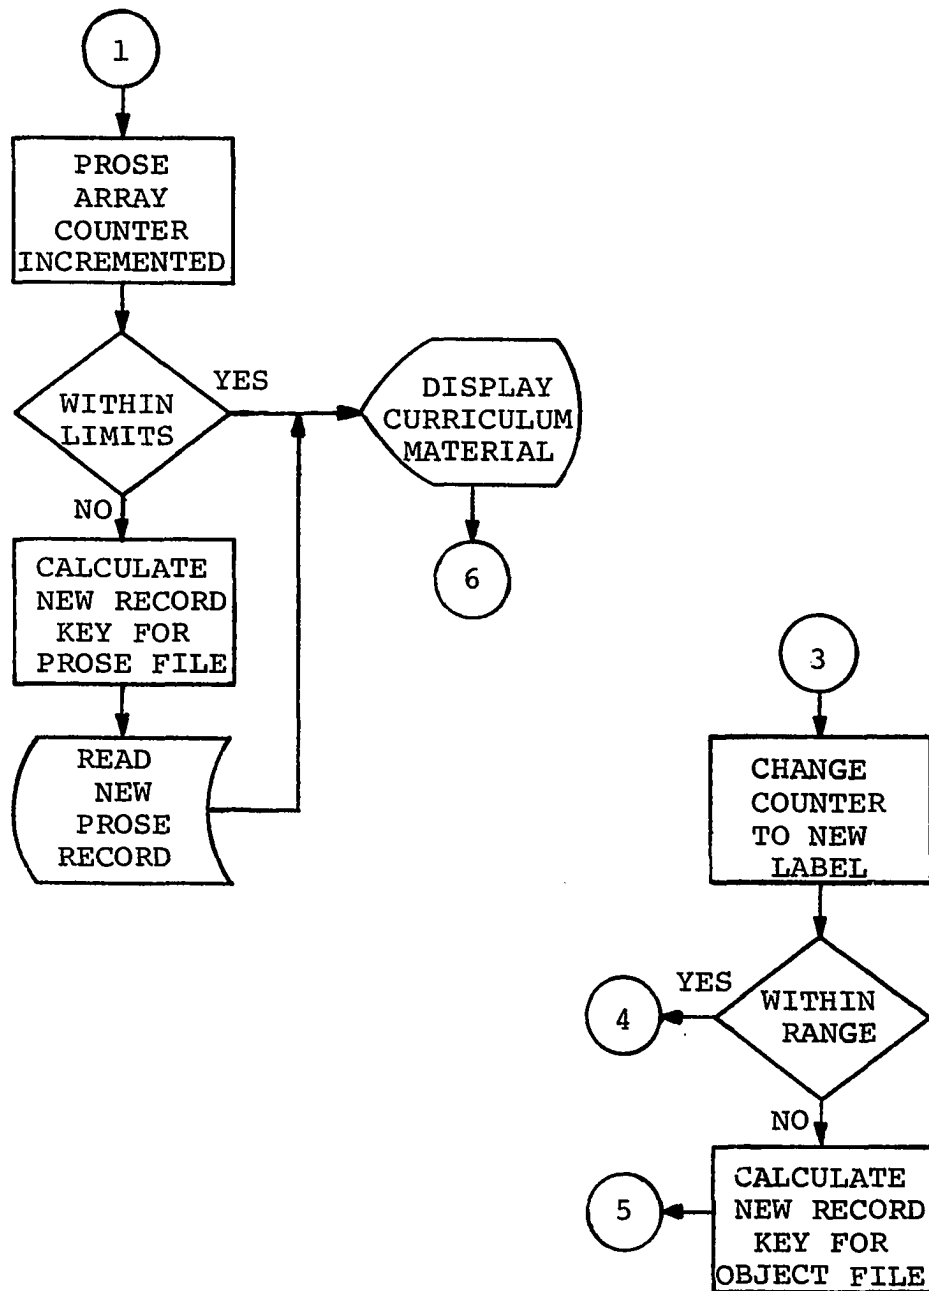 1
PROSE
ARRAY
COUNTER
INCREMENTED
WITHIN
LIMITS
YES
NO
DISPLAY
CURRICULUM
MATERIAL
6
CALCULATE
NEW RECORD
KEY FOR
PROSE FILE
READ
NEW
PROSE
RECORD
3
CHANGE
COUNTER
TO NEW
LABEL
WITHIN
RANGE
YES
4
NO
CALCULATE
NEW RECORD
KEY FOR
OBJECT FILE
5